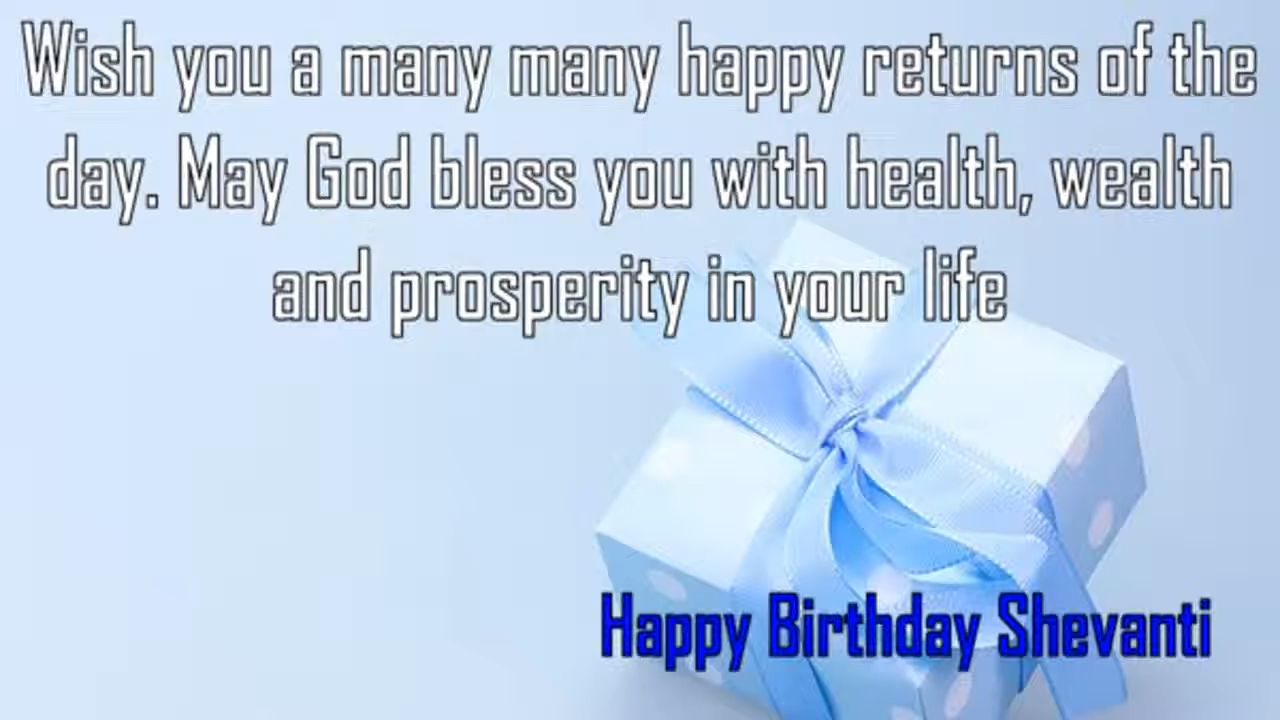 Wish you a many many happy returns of the
day. May God bless you with health, wealth
and prosperity in your life
Happy Birthday Shevanti